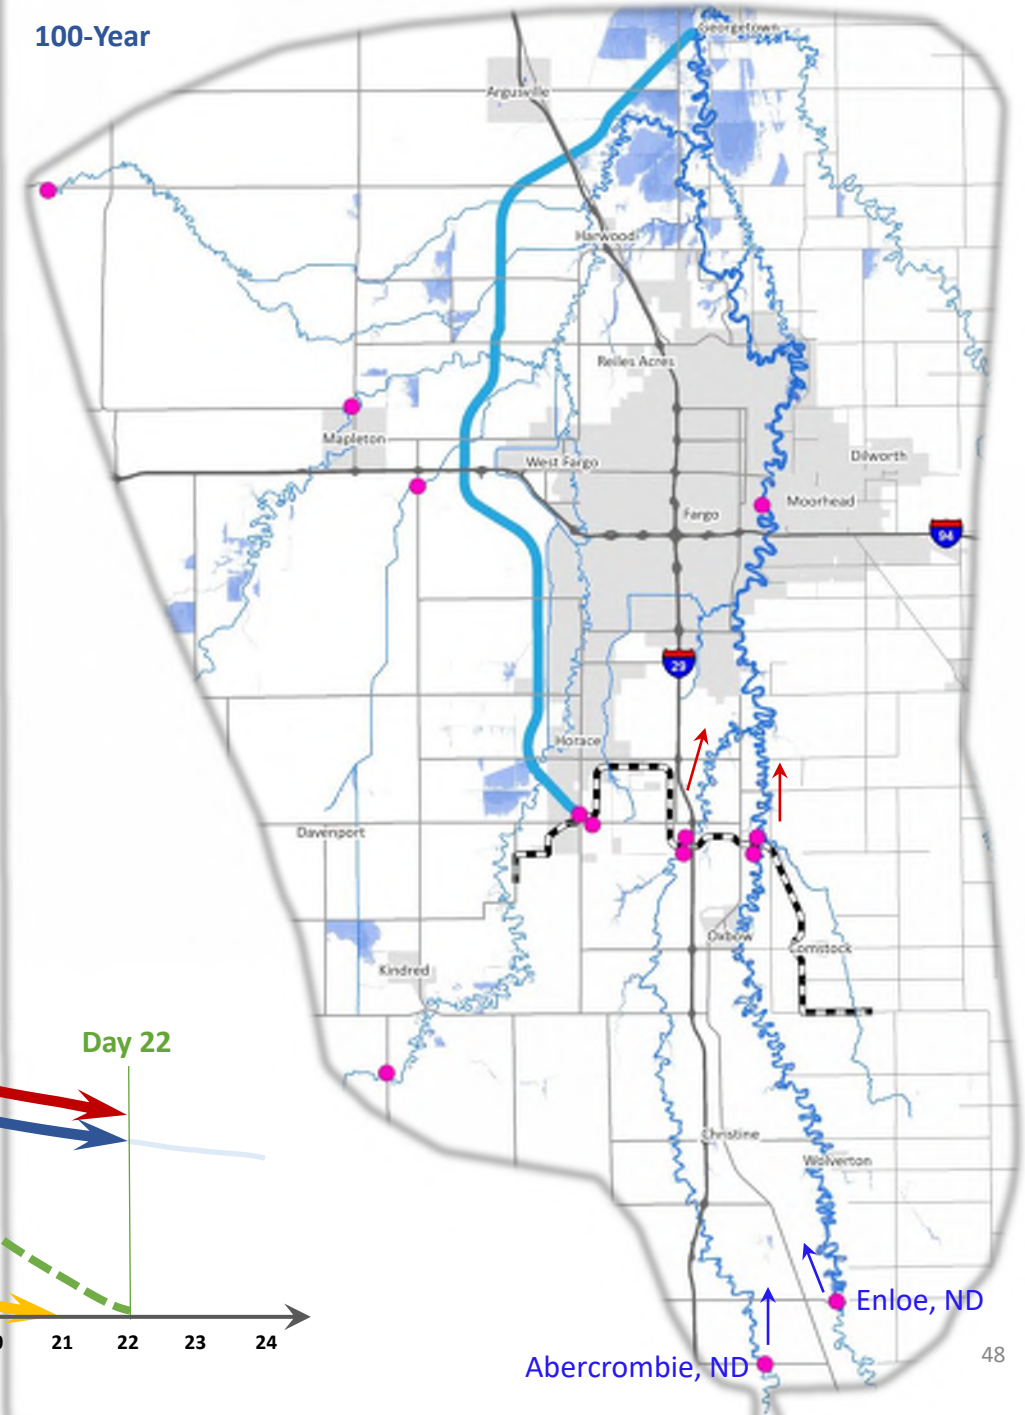 100-Year
Georgetown
Argusville
Harwood
Reiles Acres
Mapleton
West Fargo
Dilworth
Moorhead
Fargo
94
29
Horace
Davenport
Oxbow
Comstock
Kindred
Day 22
Christine
Wolverton
Enloe, ND
Abercrombie, ND
21 22 23 24
48